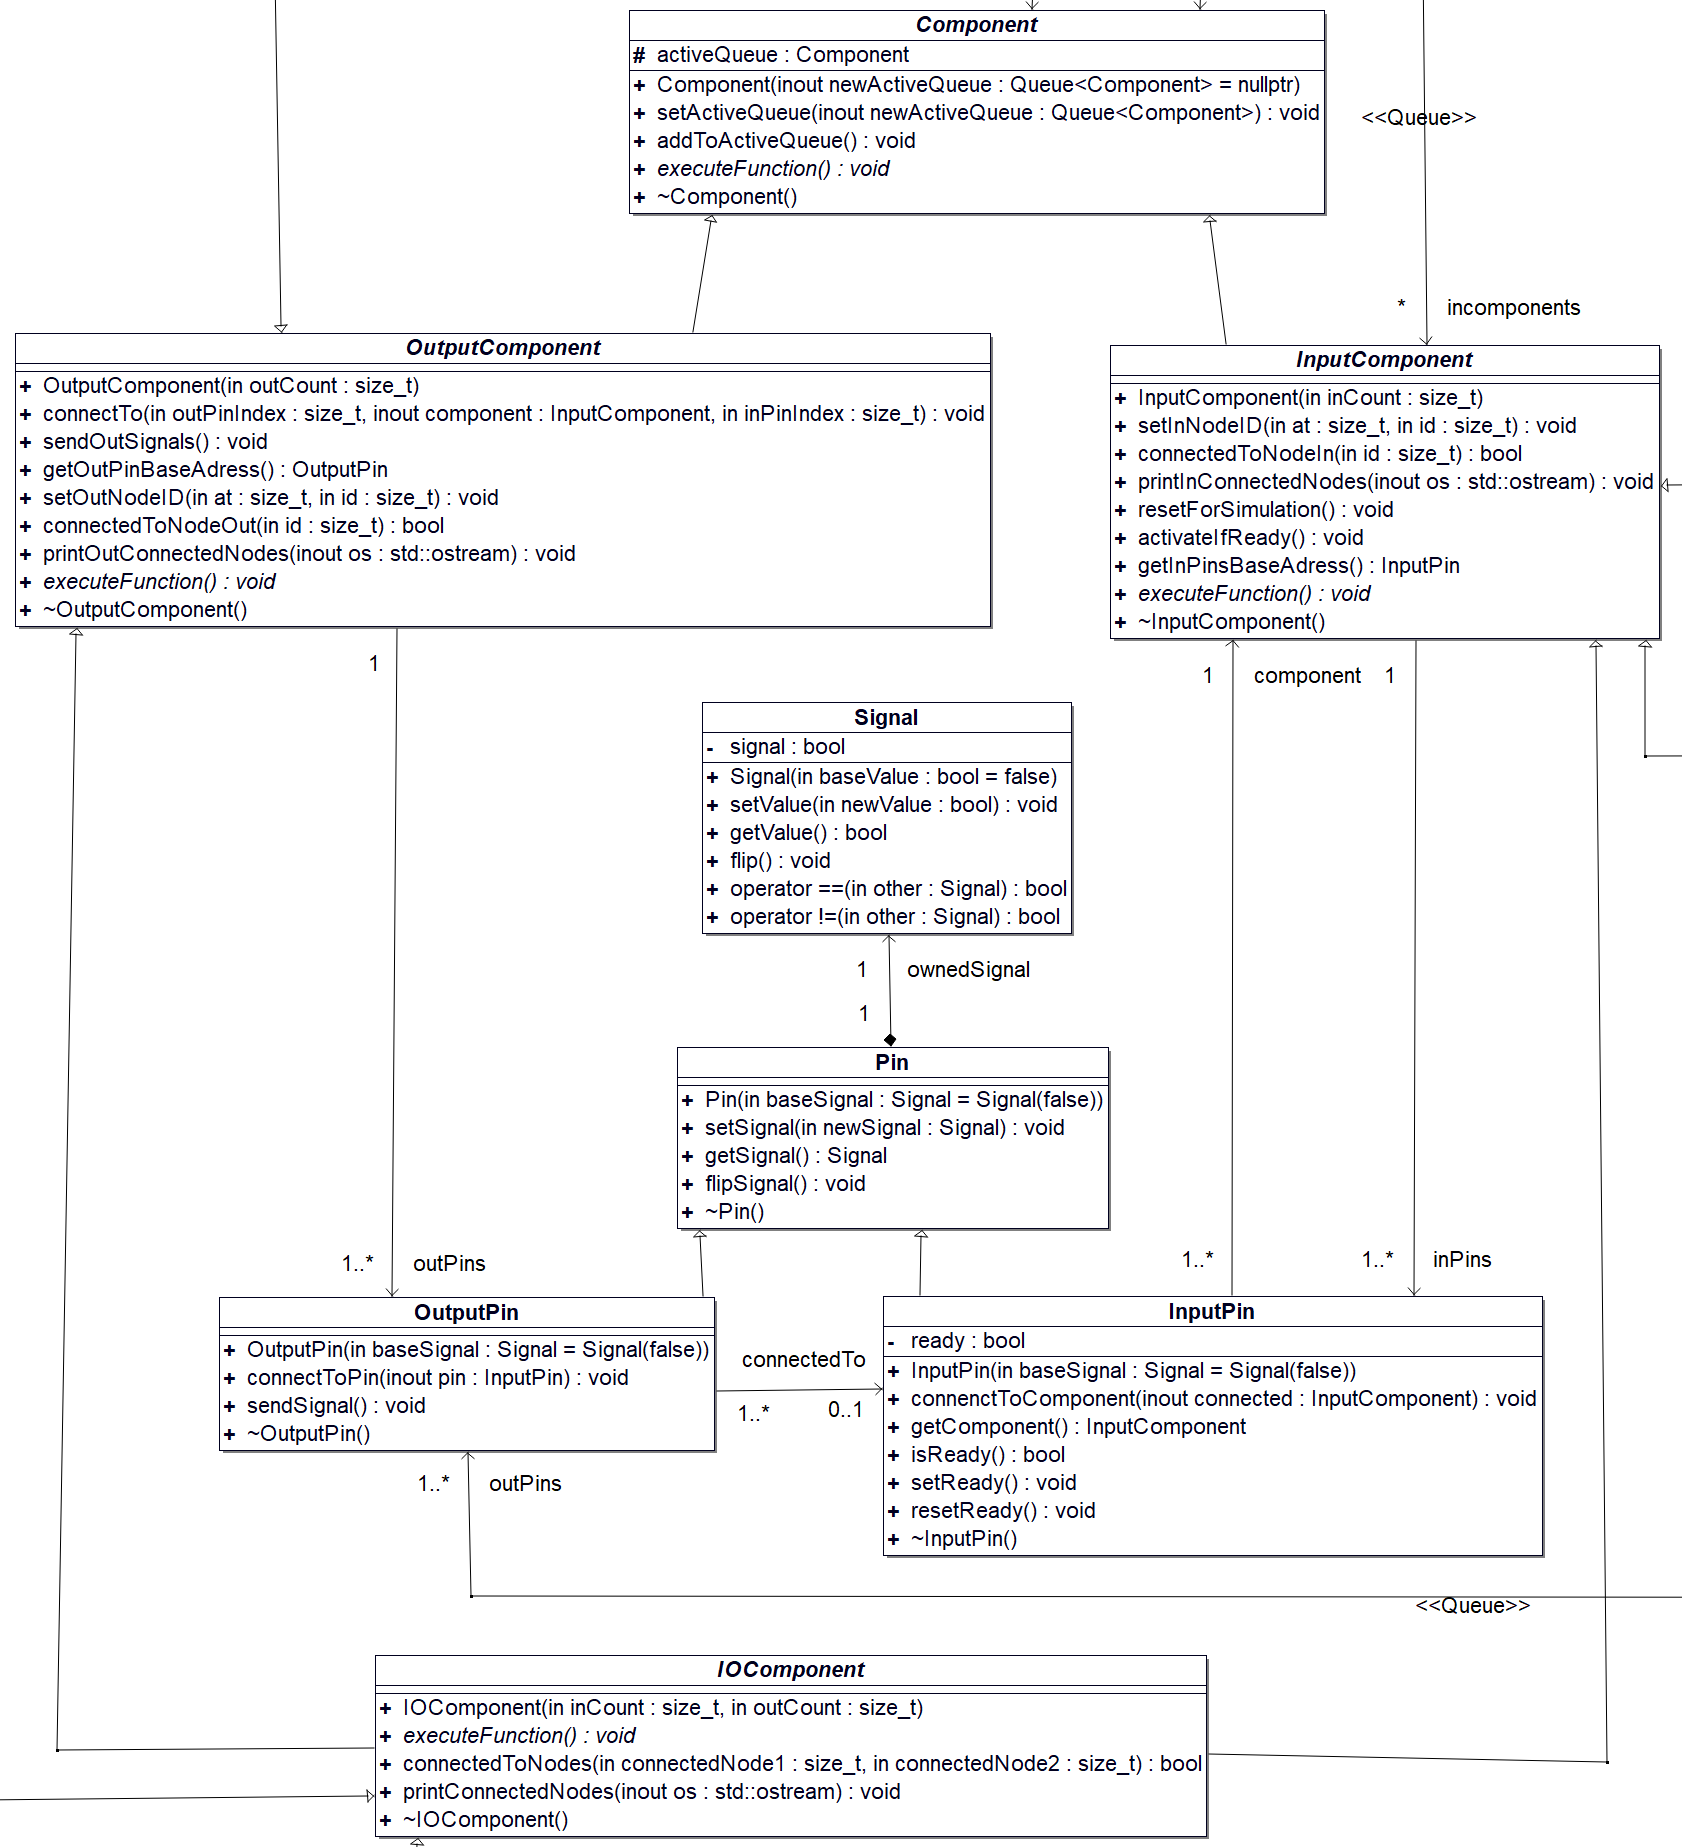 Component
# activeQueue : Component
+ Component(inout newActiveQueue : Queue<Component> = nullptr)
+ setActiveQueue(inout newActiveQueue : Queue<Component>) : void
+ addToActiveQueue() : void
+ executeFunction() : void
+ ~Component()
<<Queue>>
* incomponents
OutputComponent
+ OutputComponent(in outCount : size_t)
+ connectTo(in outPinIndex : size_t, inout component : InputComponent, in inPinIndex : size_t) : void
+ sendOutSignals() : void
+ getOutPinBaseAdress() : OutputPin
+ setOutNodeID(in at : size_t, in id : size_t) : void
+ connectedToNodeOut(in id : size_t) : bool
+ printOutConnectedNodes(inout os : std::ostream) : void
+ executeFunction() : void
+ ~OutputComponent()
InputComponent
+ InputComponent(in inCount : size_t)
+ setInNodeID(in at : size_t, in id : size_t) : void
+ connectedToNodeIn(in id : size_t) : bool
+ printInConnectedNodes(inout os : std::ostream) : void
+ resetForSimulation() : void
+ activateIfReady() : void
+ getInPinsBaseAdress() : InputPin
+ executeFunction() : void
+ ~InputComponent()
1
1 component 1
Signal
- signal : bool
+ Signal(in baseValue : bool = false)
+ setValue(in newValue : bool) : void
+ getValue() : bool
+ flip() : void
+ operator ==(in other : Signal) : bool
+ operator !=(in other : Signal) : bool
1 ownedSignal
1
Pin
+ Pin(in baseSignal : Signal = Signal(false))
+ setSignal(in newSignal : Signal) : void
+ getSignal() : Signal
+ flipSignal() : void
+ ~Pin()
1..* outPins
1..* 1..* inPins
OutputPin
+ OutputPin(in baseSignal : Signal = Signal(false))
+ connectToPin(inout pin : InputPin) : void
+ sendSignal() : void
+ ~OutputPin()
connectedTo
1..* 0..1
InputPin
- ready : bool
+ InputPin(in baseSignal : Signal = Signal(false))
+ connenctToComponent(inout connected : InputComponent) : void
+ getComponent() : InputComponent
+ isReady() : bool
+ setReady() : void
+ resetReady() : void
+ ~InputPin()
1..* outPins
<<Queue>>
IOComponent
+ IOComponent(in inCount : size_t, in outCount : size_t)
+ executeFunction() : void
+ connectedToNodes(in connectedNode1 : size_t, in connectedNode2 : size_t) : bool
+ printConnectedNodes(inout os : std::ostream) : void
+ ~IOComponent()